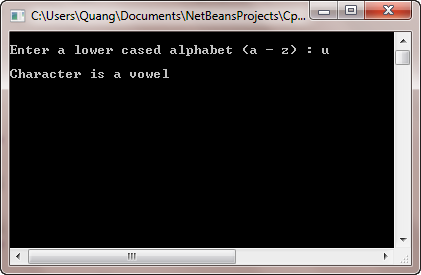 C:\Users\Quang\Documents\NetBeansProjects\Cp...
Enter a lower cased alphabet (a - z) : u
Character is a vowel